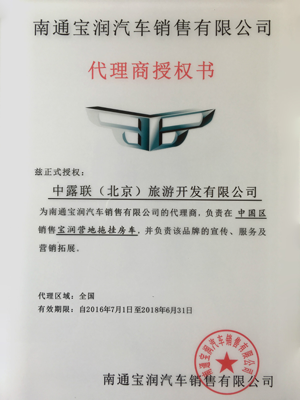 南通宝润汽车销售有限公司
代理商授权书
兹正式授权：
中露联（北京）旅游开发有限公司
为南通宝润汽车销售有限公司的代理商，负责在 中国区
销售宝润营地拖挂房车，并负责该品牌的宣传、服务及
营销拓展。
代理区域：全国
有效期限：自2016年7月1日至2018年6月31日
南通宝润汽车销售有限公司
南通宝润汽车销售有限公司